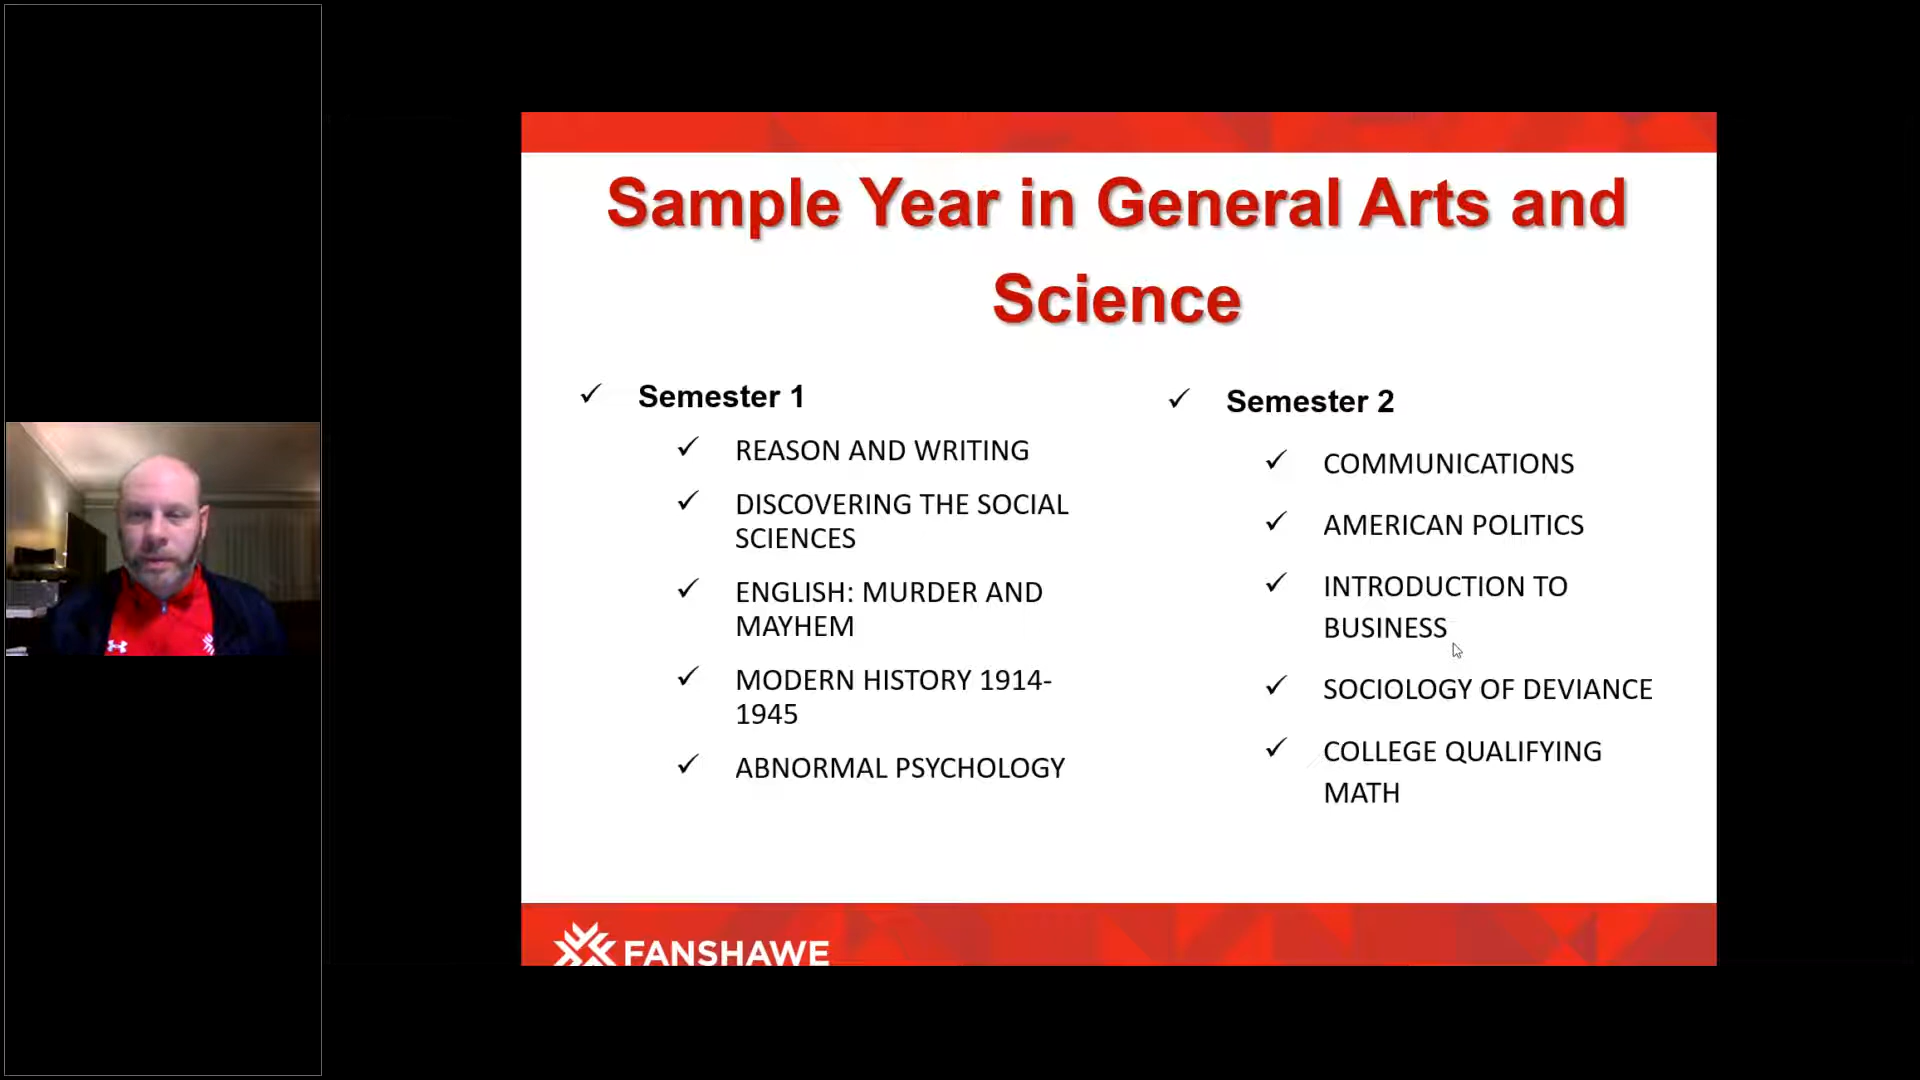 Sample Year in General Arts and
Science
Semester 1
REASON AND WRITING
DISCOVERING THE SOCIAL
SCIENCES
ENGLISH: MURDER AND
MAYHEM
MODERN HISTORY 1914-
1945
ABNORMAL PSYCHOLOGY
Semester 2
COMMUNICATIONS
AMERICAN POLITICS
INTRODUCTION TO
BUSINESS
SOCIOLOGY OF DEVIANCE
COLLEGE QUALIFYING
MATH
FANSHAWE